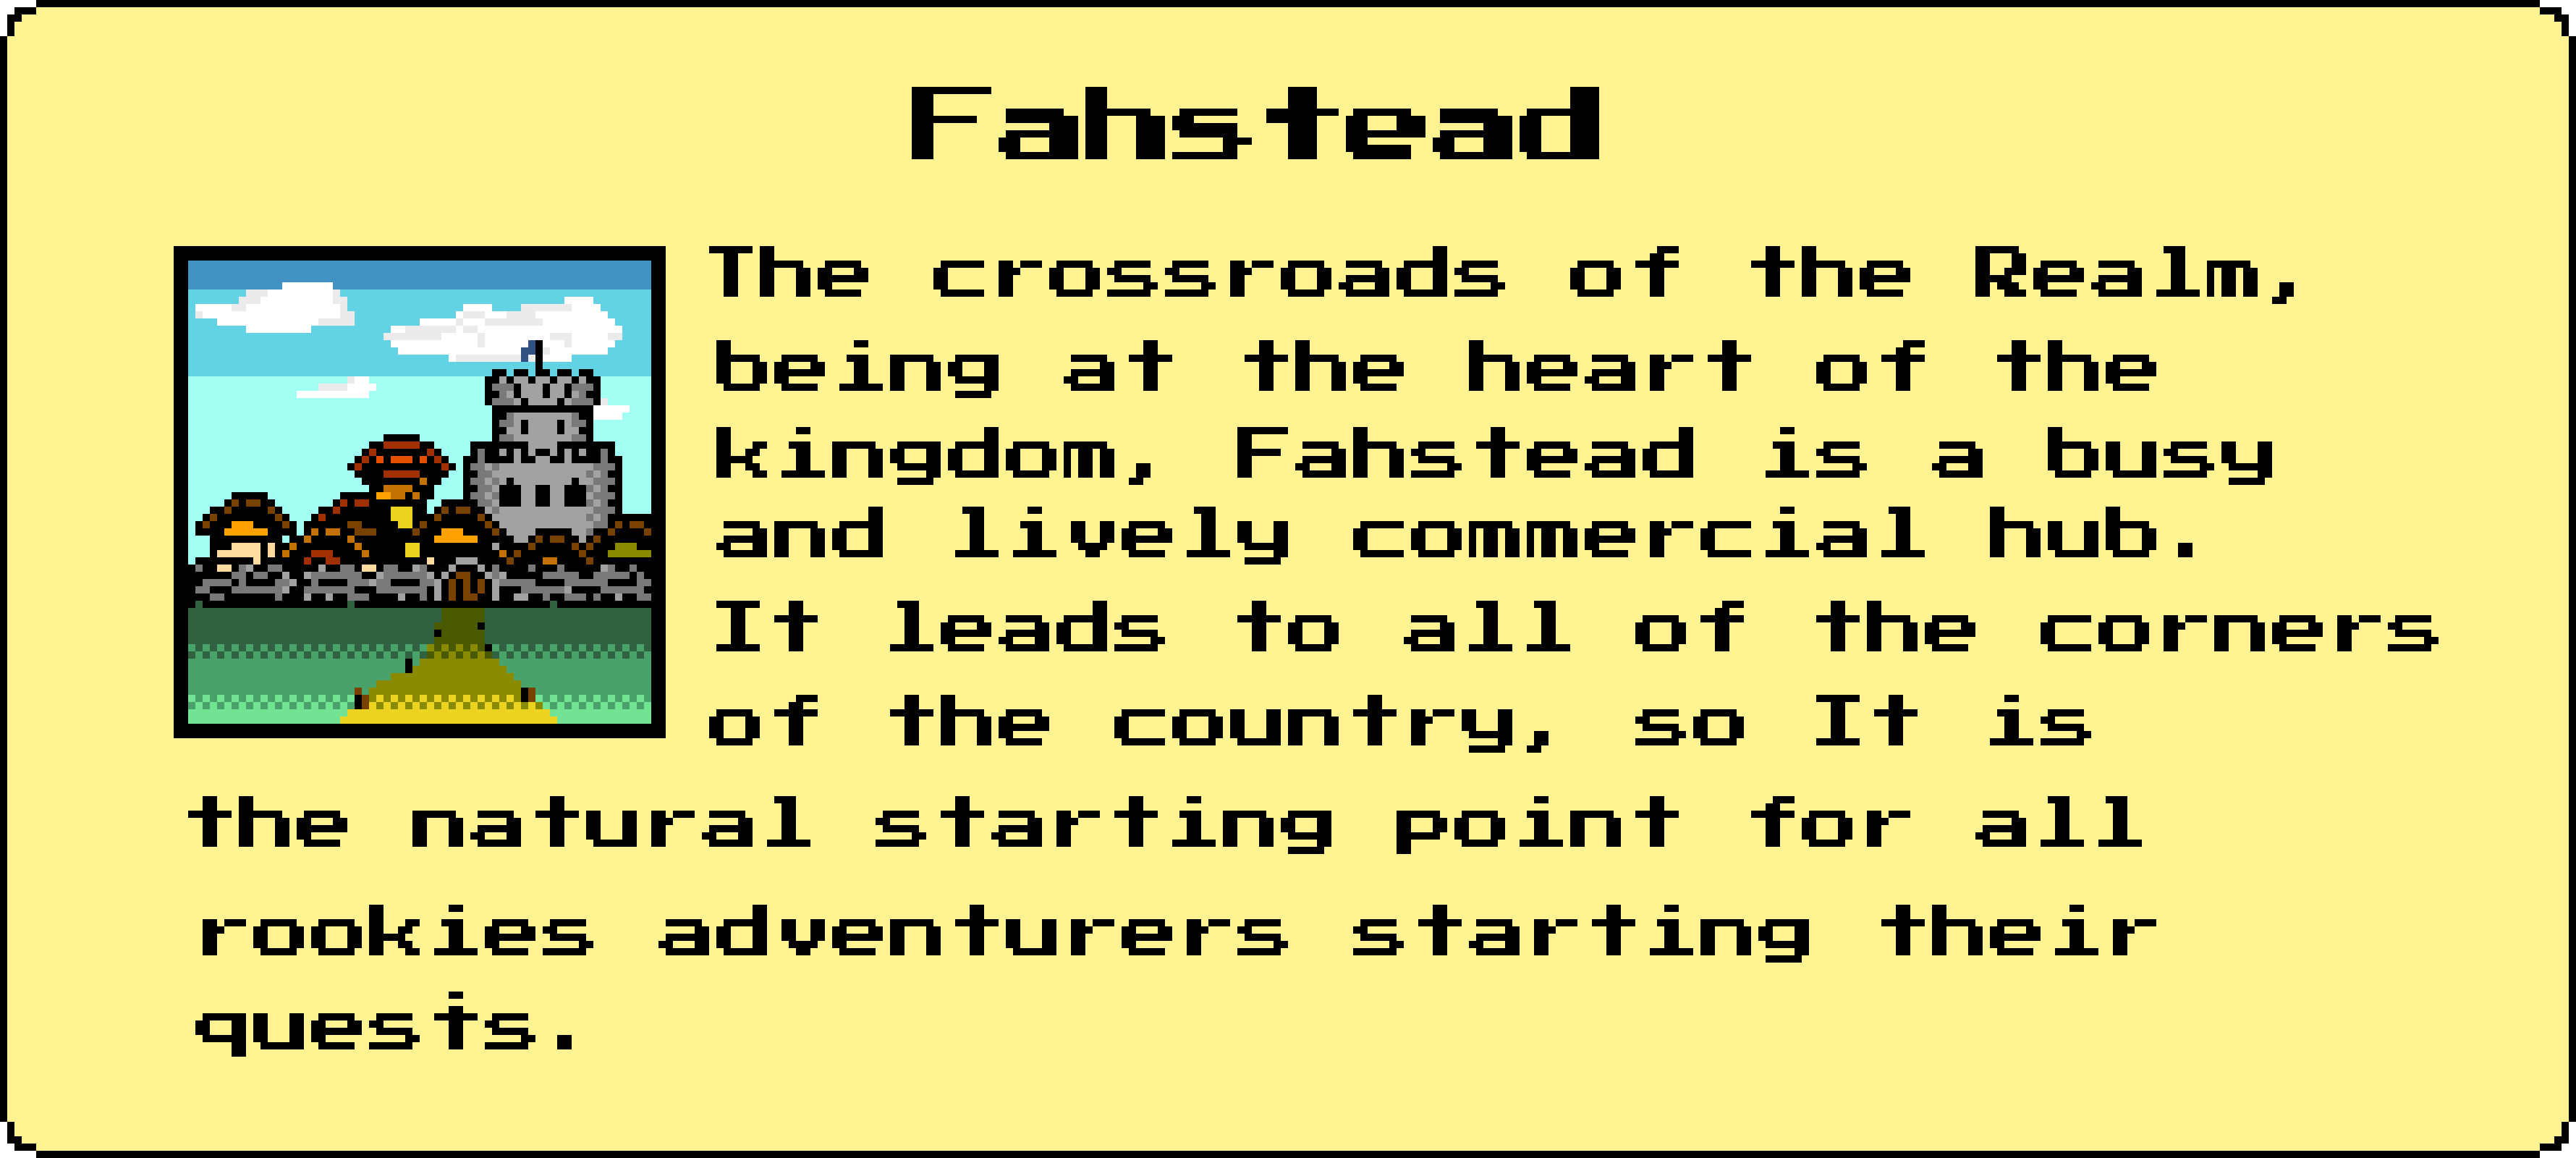 Fahstead
The crossroads of the Realm,
being at the heart of the
kingdom, Fahstead is a busy
and lively commercial hub.
It leads to all of the corners
of the country, so It is
the natural starting point for all
rookies adventurers starting their
quests.